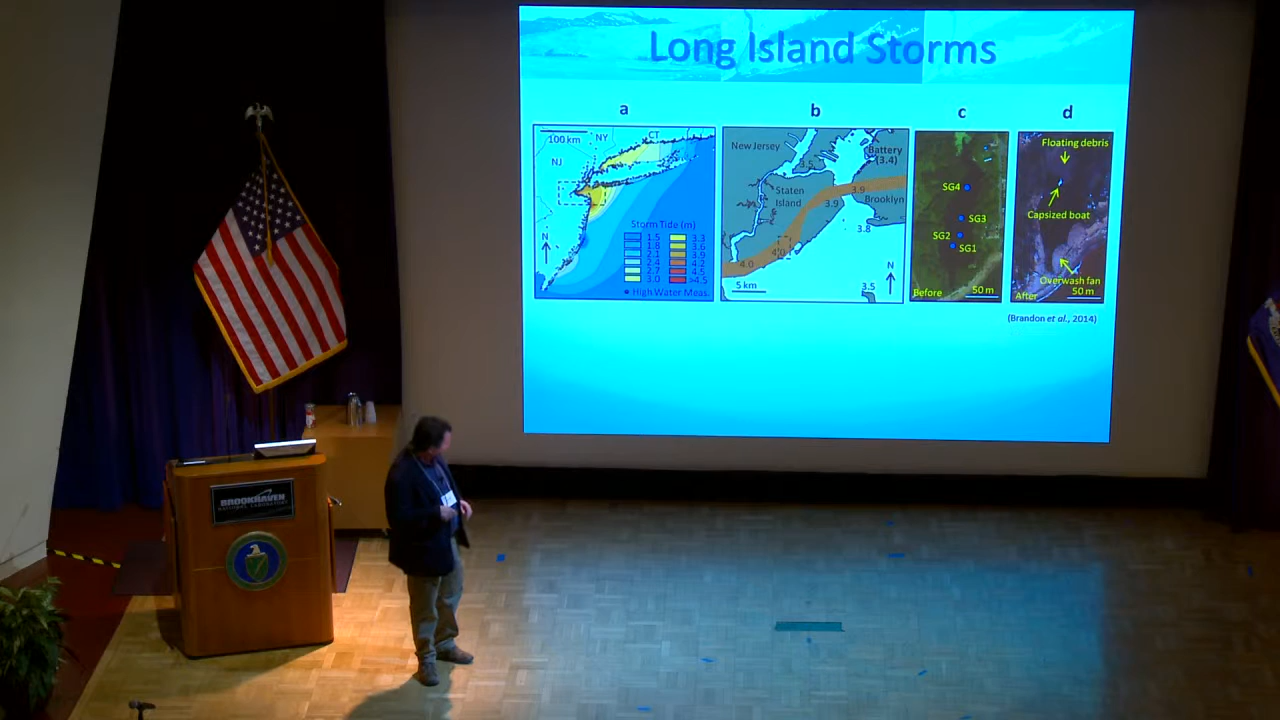 Long Island Storms
a
b
c
d
100 km
NY
CT
NJ
N
Storm Tide (m)
1.5 3.3
1.8 3.6
2.1 3.9
2.4 4.2
2.7 4.5
3.0 >4.5
High Water Meas.
New Jersey
Battery
(3.4)
3.5
Staten
Island
3.9
3.9
Brooklyn
3.8
4.0
4.0
N
5 km
3.5
SG4
SG3
SG2
SG1
Before
50 m
Floating debris
Capsized boat
Overwash fan
After
50 m
(Brandon et al., 2014)
BROOKHAVEN
NATIONAL LABORATORY